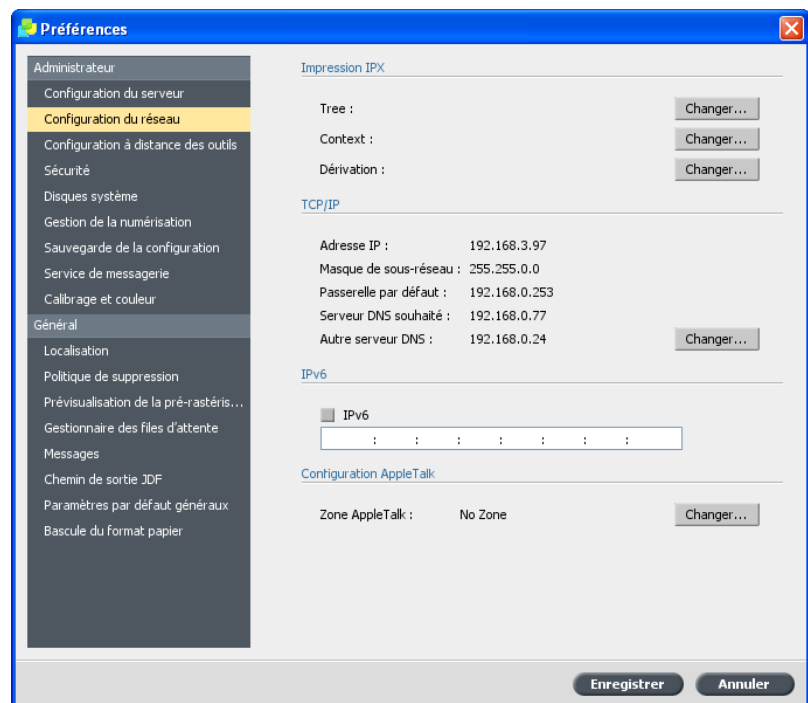 Préférences
Administrateur
Configuration du serveur
Configuration du réseau
Configuration à distance des outils
Sécurité
Disques système
Gestion de la numérisation
Sauvegarde de la configuration
Service de messagerie
Calibrage et couleur
Général
Localisation
Politique de suppression
Prévisualisation de la pré-rastéris...
Gestionnaire des files d'attente
Messages
Chemin de sortie JDF
Paramètres par défaut généraux
Bascule du format papier
Impression IPX
Tree : Changer...
Context : Changer...
Dérivation : Changer...
TCP/IP
Adresse IP : 192.168.3.97
Masque de sous-réseau : 255.255.0.0
Passerelle par défaut : 192.168.0.253
Serveur DNS souhaité : 192.168.0.77
Autre serveur DNS : 192.168.0.24 Changer...
IPv6
IPv6
: : : : : : :
Configuration AppleTalk
Zone AppleTalk : No Zone Changer...
Enregistrer Annuler